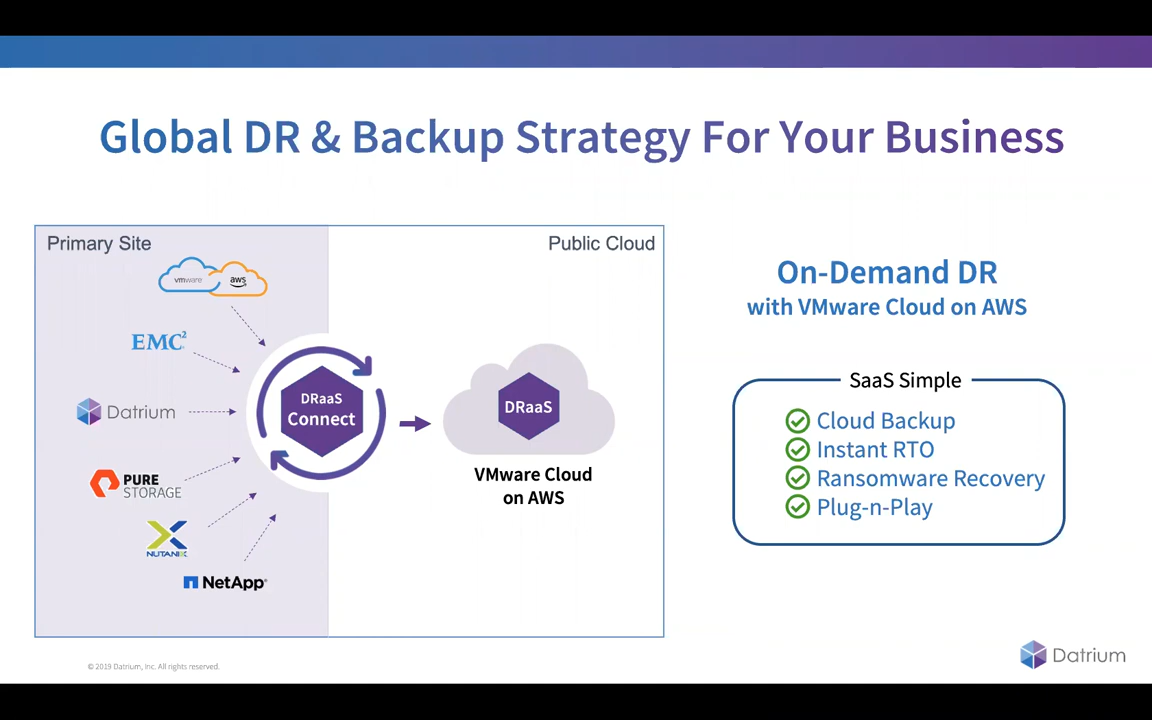 Global DR & Backup Strategy For Your Business
Primary Site
Public Cloud
vmware
aws
EMC²
Datrium
PURE
STORAGE
NUTANIX
NetApp
DRaaS
Connect
DRaaS
VMware Cloud
on AWS
On-Demand DR
with VMware Cloud on AWS
SaaS Simple
Cloud Backup
Instant RTO
Ransomware Recovery
Plug-n-Play
© 2019 Datrium, Inc. All rights reserved.
Datrium